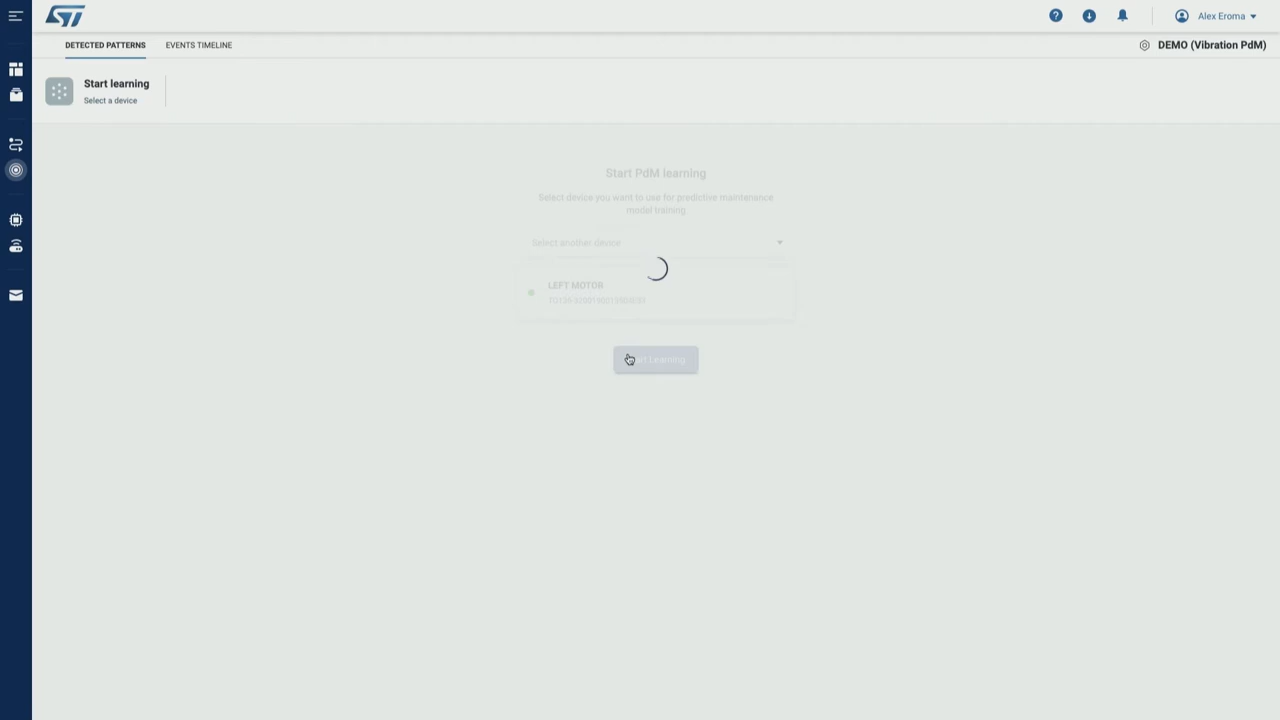 ST
Alex Eroma
DETECTED PATTERNS
EVENTS TIMELINE
DEMO (Vibration PdM)
Start learning
Select a device
Start PdM learning
Select device you want to use for predictive maintenance
model training
Select another device
LEFT MOTOR
Learning